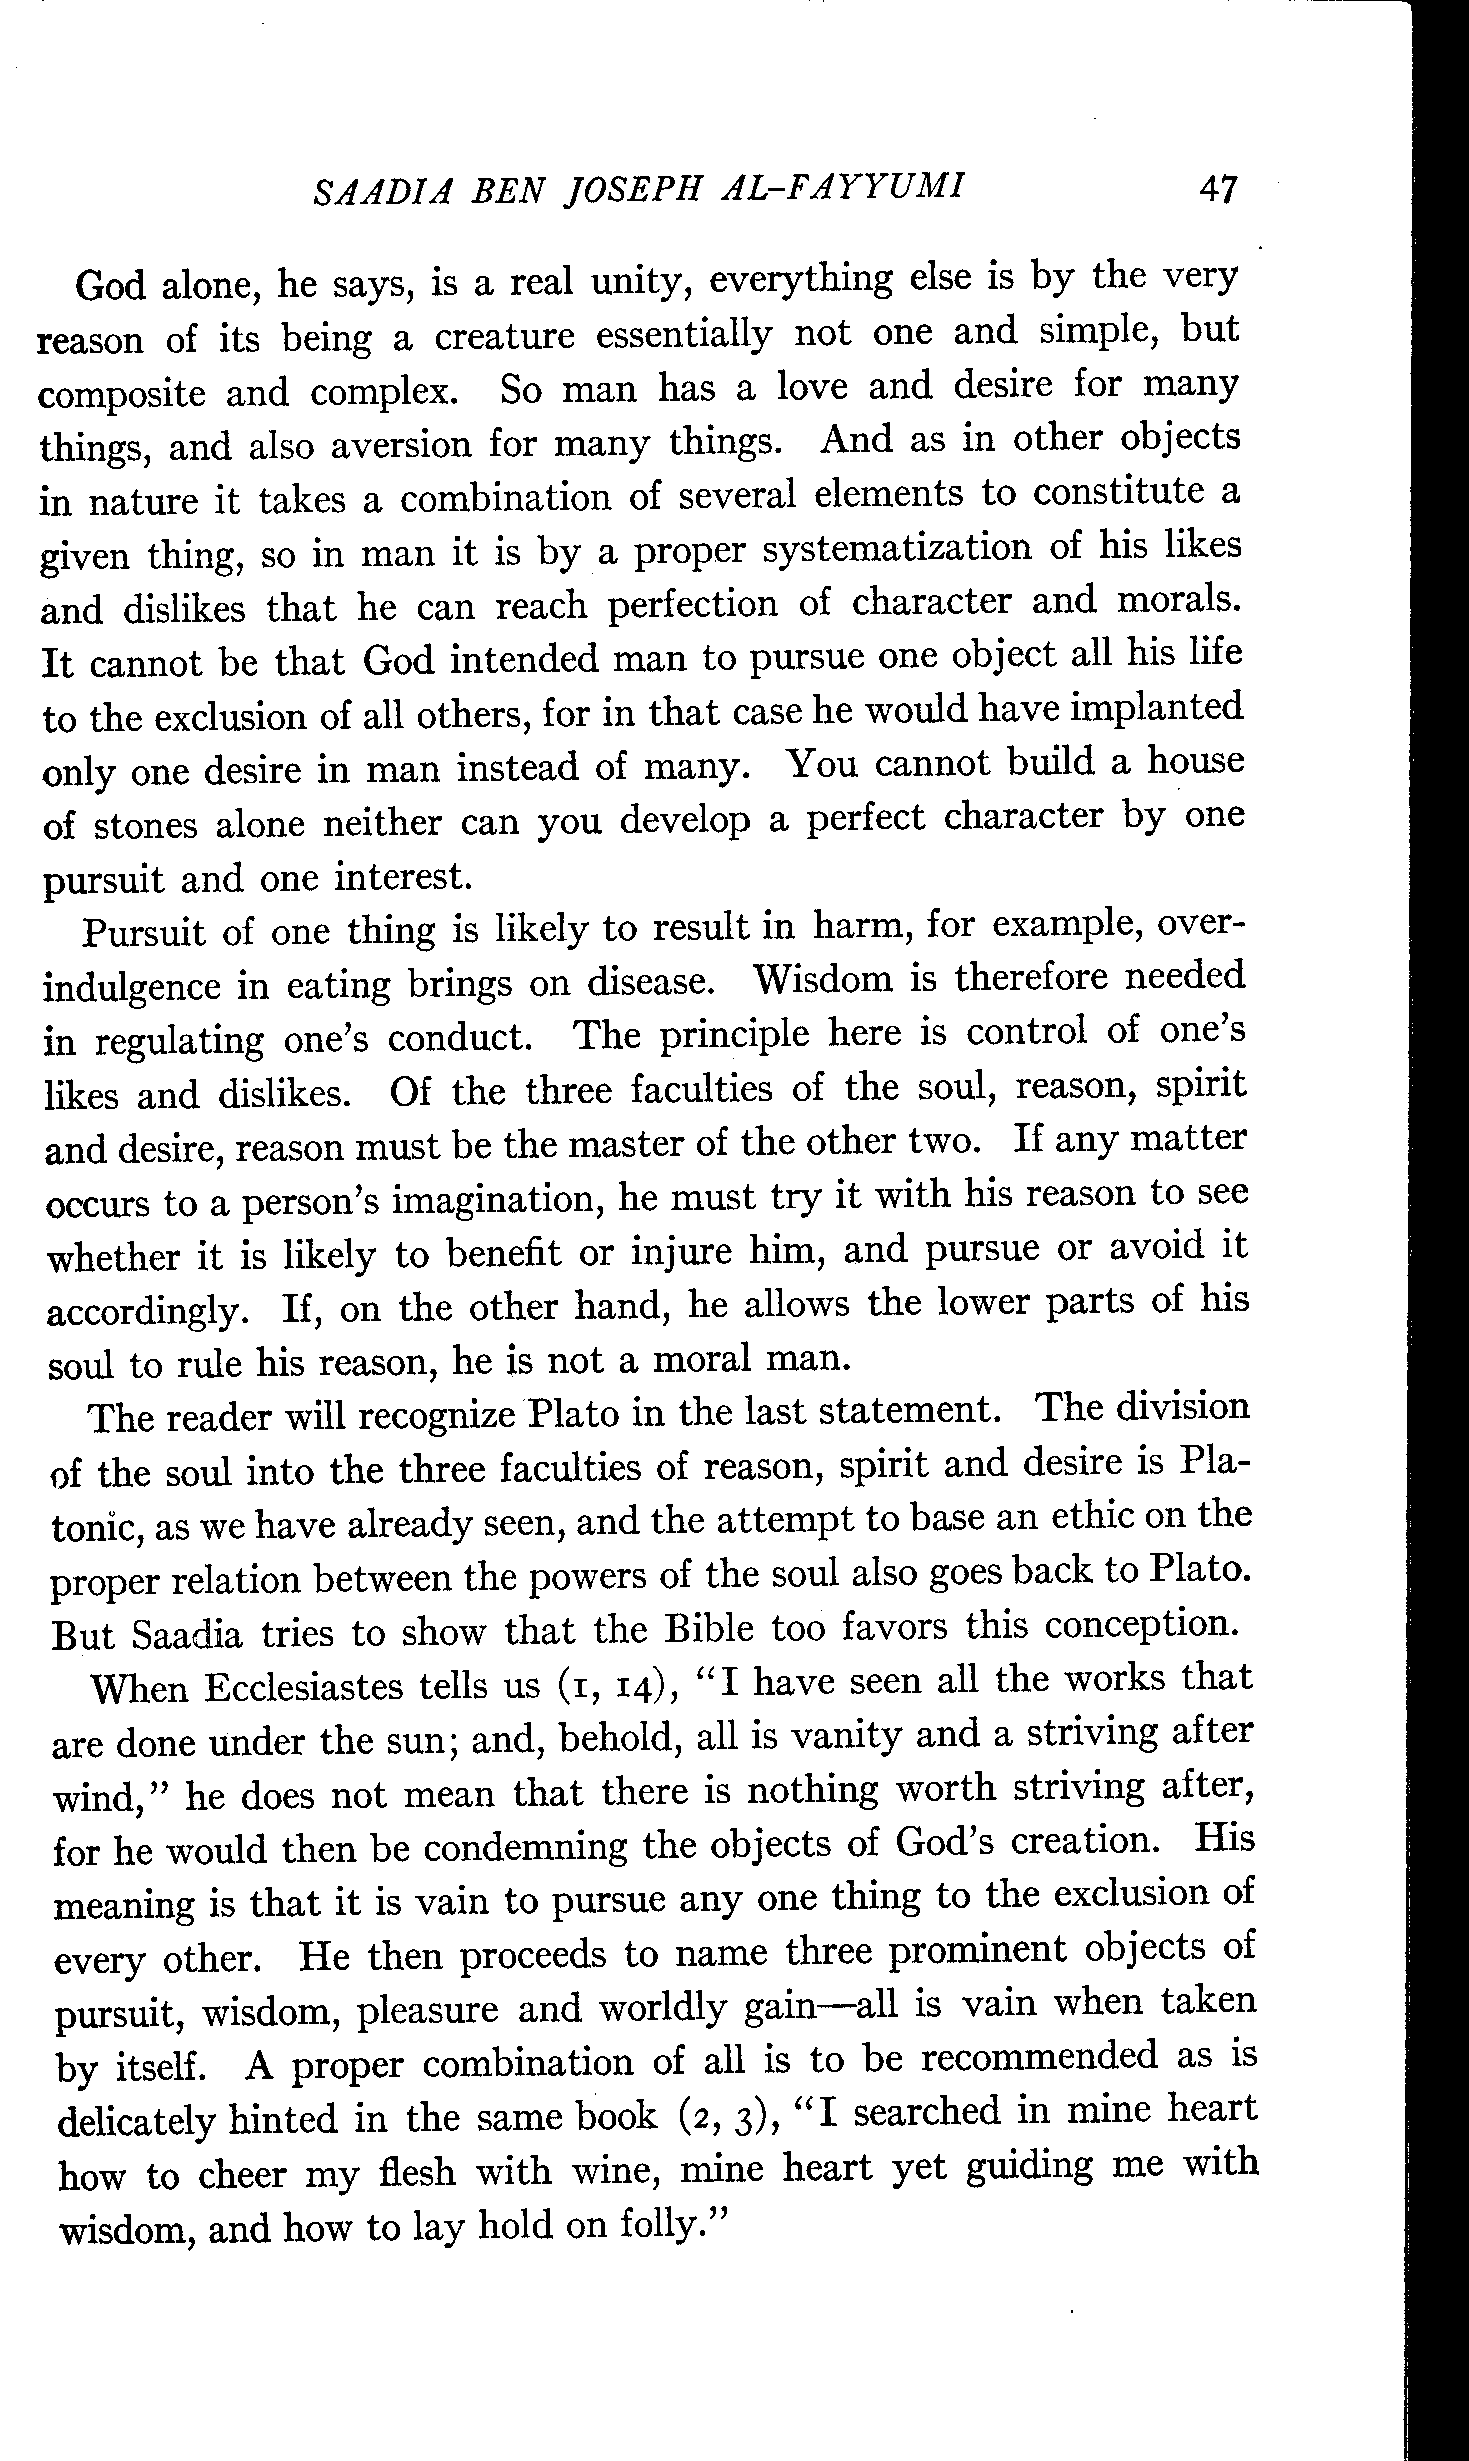 SAADIA BEN JOSEPH AL-FAYYUMI 47
God alone, he says, is a real unity, everything else is by the very
reason of its being a creature essentially not one and simple, but
composite and complex. So man has a love and desire for many
things, and also aversion for many things. And as in other objects
in nature it takes a combination of several elements to constitute a
given thing, so in man it is by a proper systematization of his likes
and dislikes that he can reach perfection of character and morals.
It cannot be that God intended man to pursue one object all his life
to the exclusion of all others, for in that case he would have implanted
only one desire in man instead of many. You cannot build a house
of stones alone neither can you develop a perfect character by one
pursuit and one interest.
Pursuit of one thing is likely to result in harm, for example, over-
indulgence in eating brings on disease. Wisdom is therefore needed
in regulating one's conduct. The principle here is control of one's
likes and dislikes. Of the three faculties of the soul, reason, spirit
and desire, reason must be the master of the other two. If any matter
occurs to a person's imagination, he must try it with his reason to see
whether it is likely to benefit or injure him, and pursue or avoid it
accordingly. If, on the other hand, he allows the lower parts of his
soul to rule his reason, he is not a moral man.
The reader will recognize Plato in the last statement. The division
of the soul into the three faculties of reason, spirit and desire is Pla-
tonic, as we have already seen, and the attempt to base an ethic on the
proper relation between the powers of the soul also goes back to Plato.
But Saadia tries to show that the Bible too favors this conception.
When Ecclesiastes tells us (1, 14), "I have seen all the works that
are done under the sun; and, behold, all is vanity and a striving after
wind," he does not mean that there is nothing worth striving after,
for he would then be condemning the objects of God's creation. His
meaning is that it is vain to pursue any one thing to the exclusion of
every other. He then proceeds to name three prominent objects of
pursuit, wisdom, pleasure and worldly gain—all is vain when taken
by itself. A proper combination of all is to be recommended as is
delicately hinted in the same book (2, 3), "I searched in mine heart
how to cheer my flesh with wine, mine heart yet guiding me with
wisdom, and how to lay hold on folly."